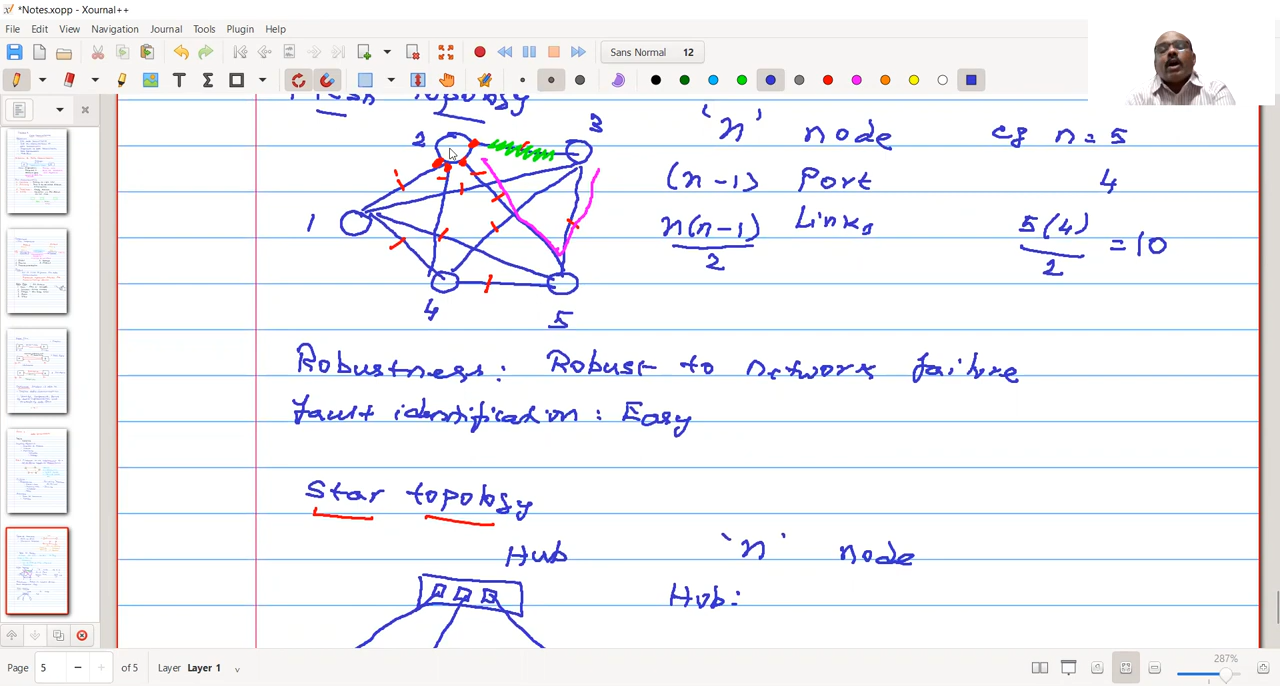 *Notes.xopp - Xournal++
File Edit View Navigation Journal Tools Plugin Help
Sans Normal 12
Mesh topology
2
3
1
4
5
'n' node
(n-1) Port
n(n-1) Links
2
eg n = 5
4
5(4) = 10
2
Robustness: Robust to network failure
fault identification: Easy
Star topology
Hub
'n' node
Hub:
Page 5 of 5 Layer Layer 1
287%